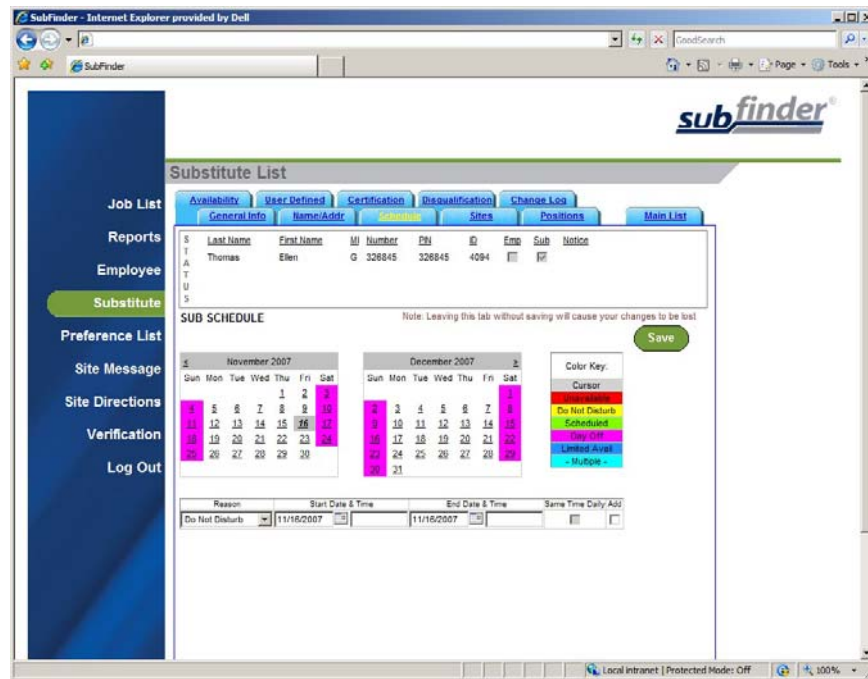 SubFinder - Internet Explorer provided by Dell
GoodSearch
SubFinder
Page Tools
subfinder®
Substitute List
Job List
Reports
Employee
Substitute
Preference List
Site Message
Site Directions
Verification
Log Out
Availability User Defined Certification Disqualification Change Log
General Info Name/Addr Schedule Sites Positions Main List
STATUS
Last Name First Name MI Number PIN ID Emp Sub Notice
Thomas Ellen G 326845 326845 4094
SUB SCHEDULE
Note: Leaving this tab without saving will cause your changes to be lost
Save
< November 2007
Sun Mon Tue Wed Thu Fri Sat
1 2 3
4 5 6 7 8 9 10
11 12 13 14 15 16 17
18 19 20 21 22 23 24
25 26 27 28 29 30
December 2007 >
Sun Mon Tue Wed Thu Fri Sat
1
2 3 4 5 6 7 8
9 10 11 12 13 14 15
16 17 18 19 20 21 22
23 24 25 26 27 28 29
30 31
Color Key:
Cursor
Unavailable
Do Not Disturb
Scheduled
Day Off
Limited Avail
- Multiple -
Reason Start Date & Time End Date & Time Same Time Daily Add
Do Not Disturb 11/16/2007 11/16/2007
Local intranet | Protected Mode: Off 100%